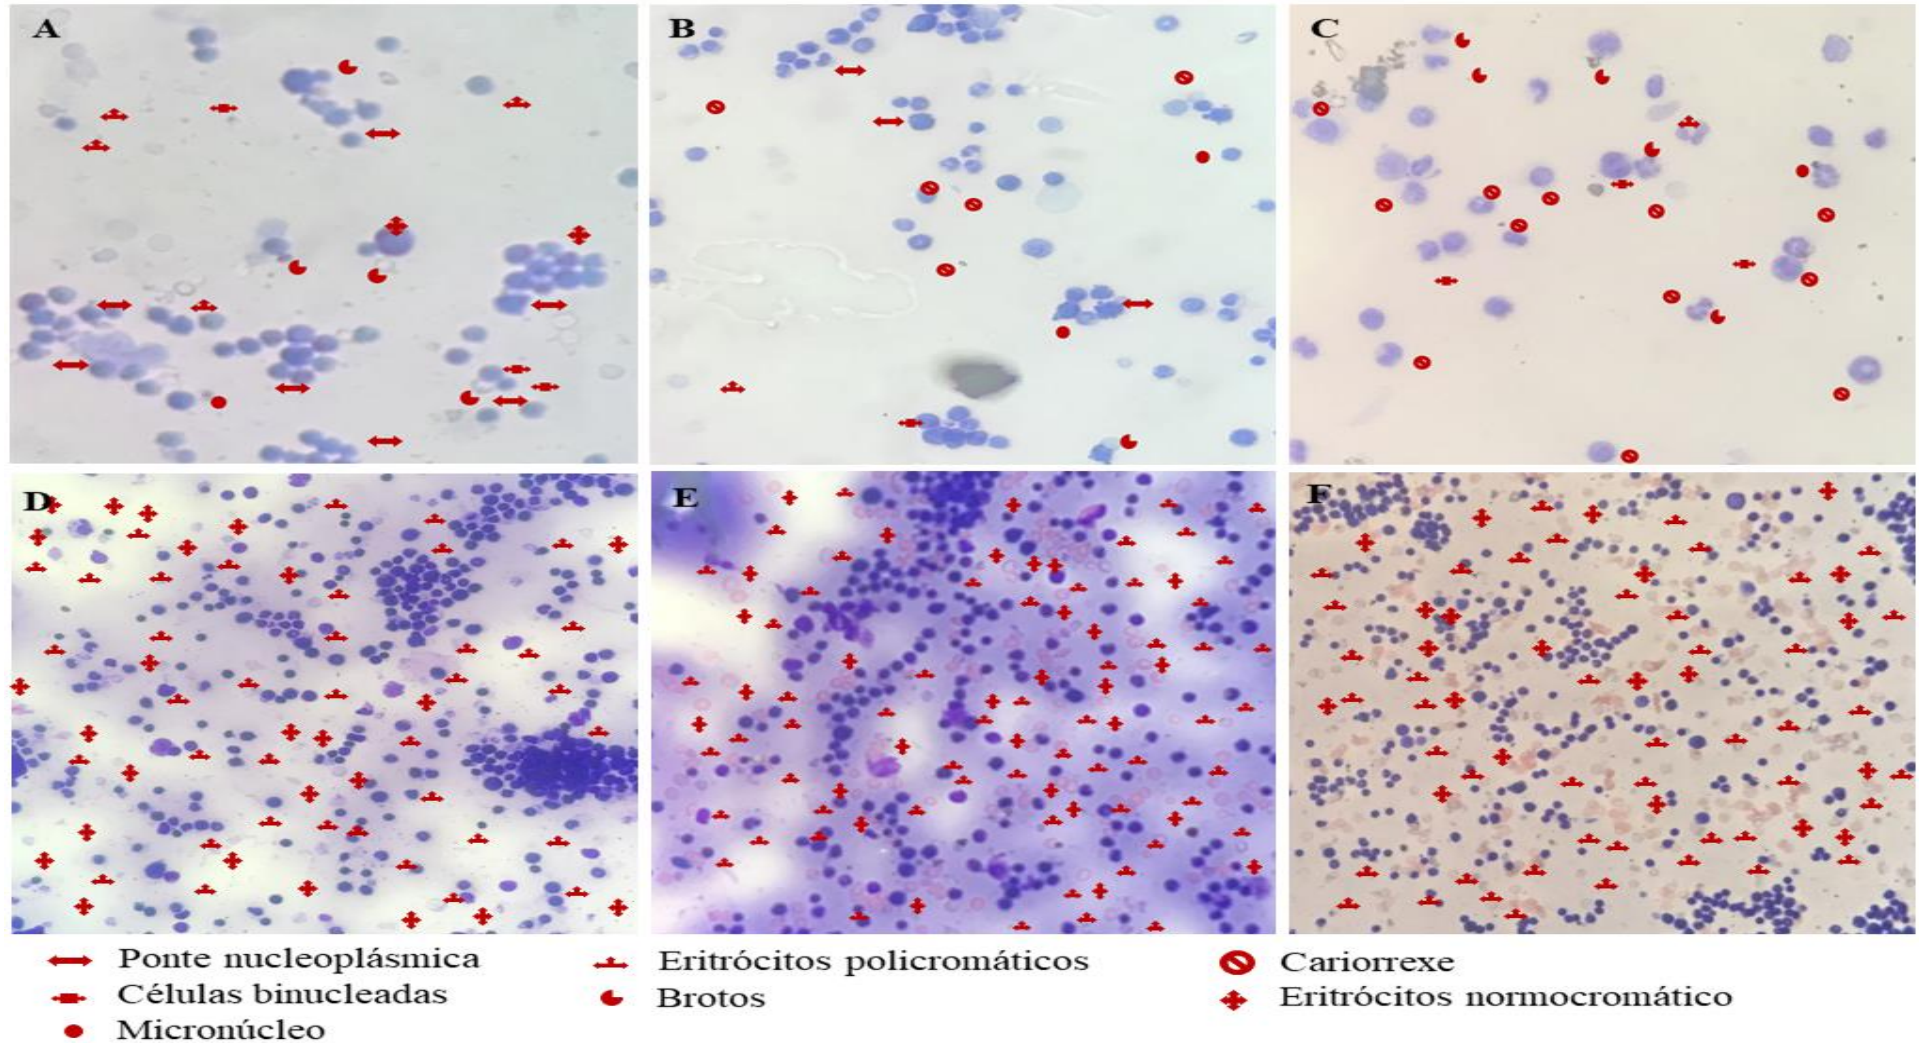 A
B
C
D
E
F
Ponte nucleoplásmica
Eritrócitos policromáticos
Cariorrexe
Células binucleadas
Brotos
Eritrócitos normocromático
Micronúcleo